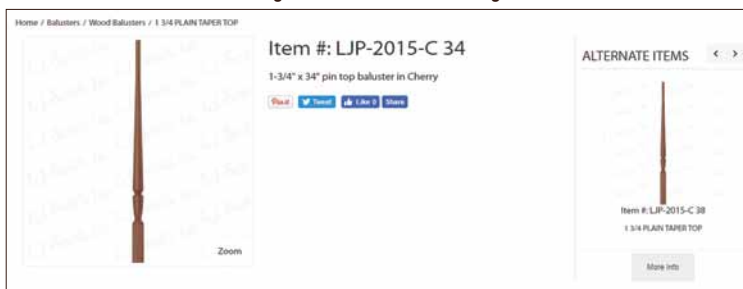 Home / Balusters / Wood Balusters / 1 3/4 PLAIN TAPER TOP
Item #: LJP-2015-C 34
1-3/4" x 34" pin top baluster in Cherry
Pin it
Tweet
Like 0
Share
Zoom
ALTERNATE ITEMS
< >
Item #: LJP-2015-C 38
1 3/4 PLAIN TAPER TOP
More Info